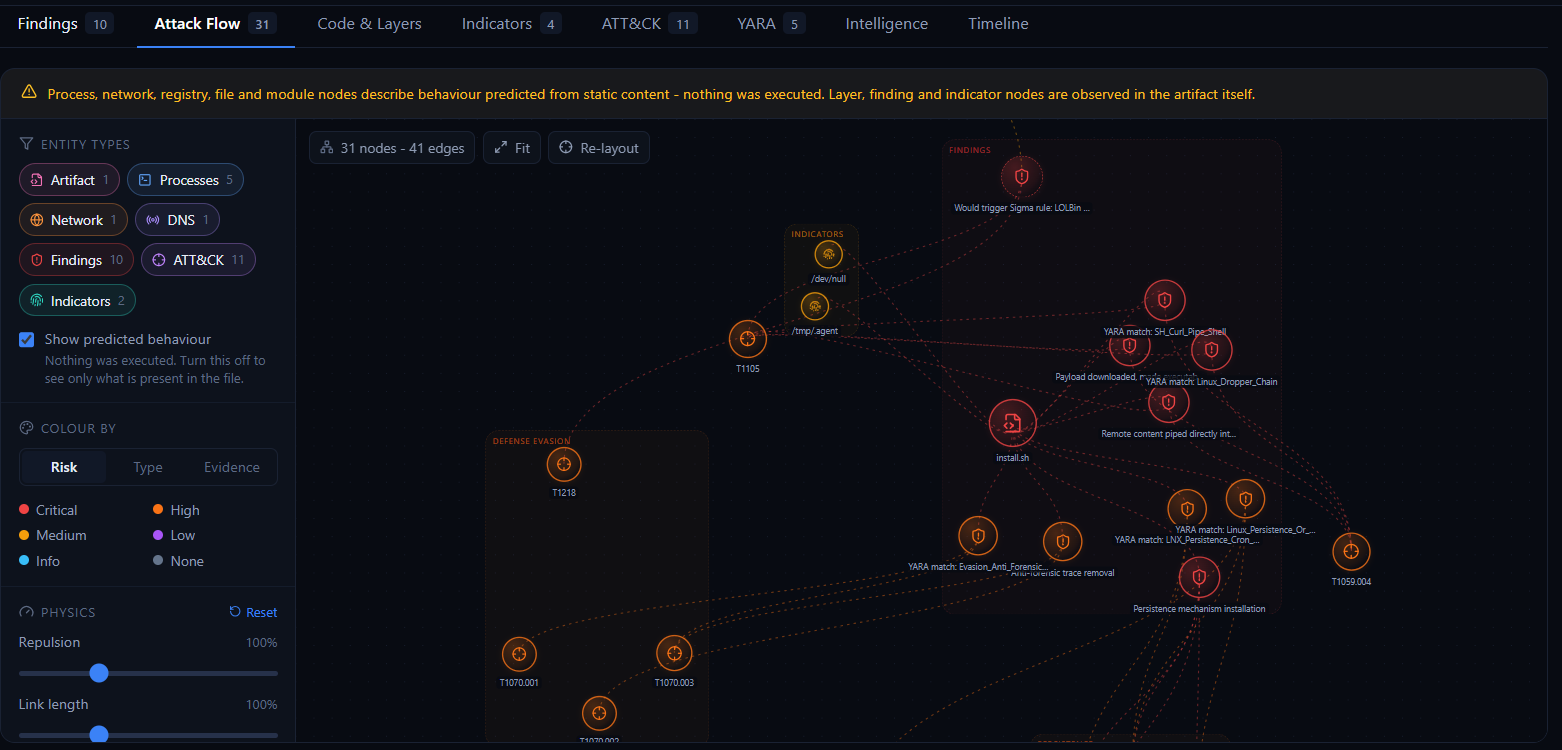 Findings 10 Attack Flow 31 Code & Layers Indicators 4 ATT&CK 11 YARA 5 Intelligence Timeline
Process, network, registry, file and module nodes describe behaviour predicted from static content - nothing was executed. Layer, finding and indicator nodes are observed in the artifact itself.
ENTITY TYPES
Artifact 1 Processes 5
Network 1 DNS 1
Findings 10 ATT&CK 11
Indicators 2
Show predicted behaviour
Nothing was executed. Turn this off to
see only what is present in the file.
COLOUR BY
Risk Type Evidence
Critical High
Medium Low
Info None
PHYSICS Reset
Repulsion 100%
Link length 100%
31 nodes - 41 edges Fit Re-layout
FINDINGS
Would trigger Sigma rule: LOLBin ...
INDICATORS
/dev/null
/tmp/.agent
T1105
YARA match: SH_Curl_Pipe_Shell
Payload downloaded,
YARA match: Linux_Dropper_Chain
Remote content piped directly int...
install.sh
DEFENSE EVASION
T1218
YARA match: Linux_Persistence_Or_...
YARA match: LNX_Persistence_Cron_...
YARA match: Evasion_Anti_Forensic...
Anti-forensic trace removal
T1059.004
Persistence mechanism installation
T1070.001
T1070.003
T1070.002